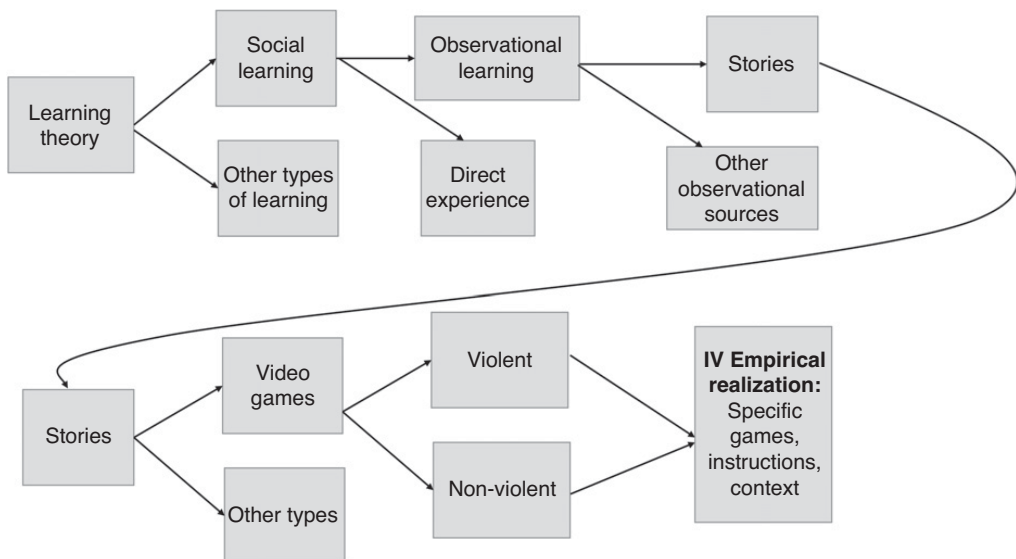 Learning
theory
Social
learning
Other types
of learning
Observational
learning
Direct
experience
Stories
Other
observational
sources
Stories
Video
games
Other types
Violent
Non-violent
IV Empirical
realization:
Specific
games,
instructions,
context